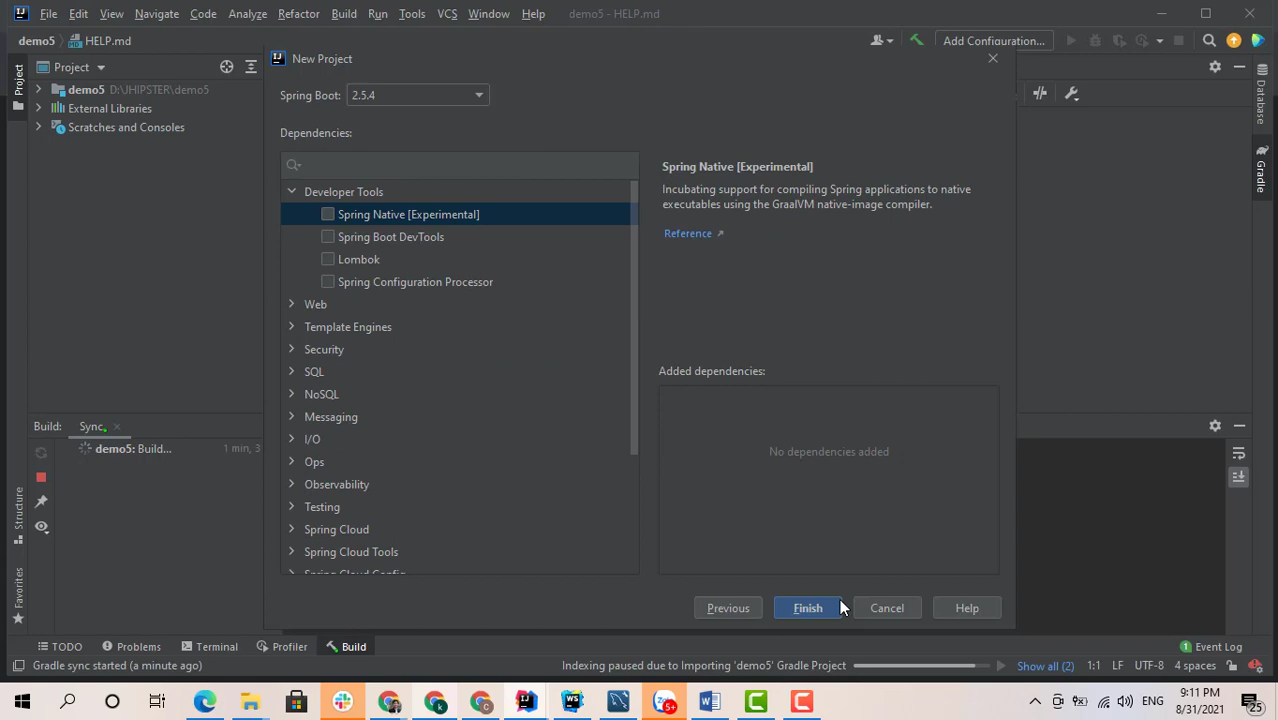 File Edit View Navigate Code Analyze Refactor Build Run Tools VCS Window Help demo5 - HELP.md
demo5 HELP.md Add Configuration...
New Project
Project
Project
demo5 D:\JHIPSTER\demo5
External Libraries
Scratches and Consoles
Spring Boot: 2.5.4
Dependencies:
Developer Tools
Spring Native [Experimental]
Spring Boot DevTools
Lombok
Spring Configuration Processor
Web
Template Engines
Security
SQL
NoSQL
Messaging
I/O
Ops
Observability
Testing
Spring Cloud
Spring Cloud Tools
Spring Cloud Config
Spring Native [Experimental]
Incubating support for compiling Spring applications to native
executables using the GraalVM native-image compiler.
Reference
Added dependencies:
No dependencies added
Previous Finish Cancel Help
Database
Gradle
Build: Sync
demo5: Build... 1 min, 3
Structure
Favorites
TODO Problems Terminal Profiler Build Event Log
Gradle sync started (a minute ago) Indexing paused due to Importing 'demo5' Gradle Project Show all (2) 1:1 LF UTF-8 4 spaces
5+
ENG
9:11 PM
8/31/2021
25